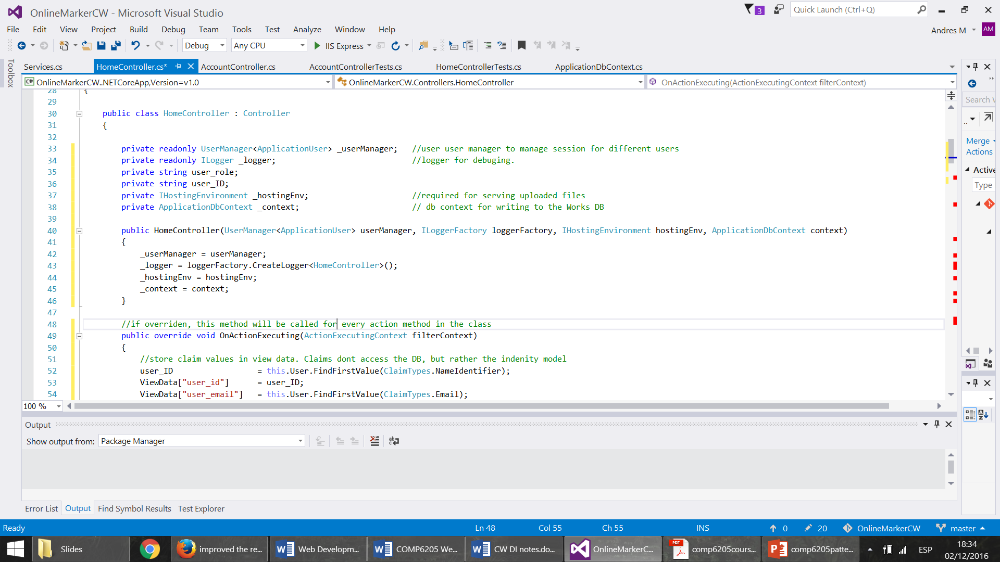 OnlineMarkerCW - Microsoft Visual Studio
3
Quick Launch (Ctrl+Q)
File Edit View Project Build Debug Team Tools Test Analyze Window Help
Andres M AM
Debug Any CPU IIS Express
Toolbox
Services.cs HomeController.cs* AccountController.cs AccountControllerTests.cs HomeControllerTests.cs ApplicationDbContext.cs
C# OnlineMarkerCW..NETCoreApp,Version=v1.0 OnlineMarkerCW.Controllers.HomeController OnActionExecuting(ActionExecutingContext filterContext)
28 {
29
30 public class HomeController : Controller
31 {
32
33 private readonly UserManager<ApplicationUser> _userManager; //user user manager to manage session for different users
34 private readonly ILogger _logger; //logger for debuging.
35 private string user_role;
36 private string user_ID;
37 private IHostingEnvironment _hostingEnv; //required for serving uploaded files
38 private ApplicationDbContext _context; // db context for writing to the Works DB
39
40 public HomeController(UserManager<ApplicationUser> userManager, ILoggerFactory loggerFactory, IHostingEnvironment hostingEnv, ApplicationDbContext context)
41 {
42 _userManager = userManager;
43 _logger = loggerFactory.CreateLogger<HomeController>();
44 _hostingEnv = hostingEnv;
45 _context = context;
46 }
47
48 //if overriden, this method will be called for every action method in the class
49 public override void OnActionExecuting(ActionExecutingContext filterContext)
50 {
51 //store claim values in view data. Claims dont access the DB, but rather the indenity model
52 user_ID = this.User.FindFirstValue(ClaimTypes.NameIdentifier);
53 ViewData["user_id"] = user_ID;
54 ViewData["user_email"] = this.User.FindFirstValue(ClaimTypes.Email);
100 %
Search
..
Merge
Actions
Active
Type
Output
Show output from: Package Manager
Error List Output Find Symbol Results Test Explorer
Ready Ln 48 Col 55 Ch 55 INS 0 20 OnlineMarkerCW master
Slides improved the re... Web Developm... COMP6205 We... CW DI notes.do... OnlineMarkerC... PDF comp6205cours... comp6205patte... ESP 18:34
02/12/2016